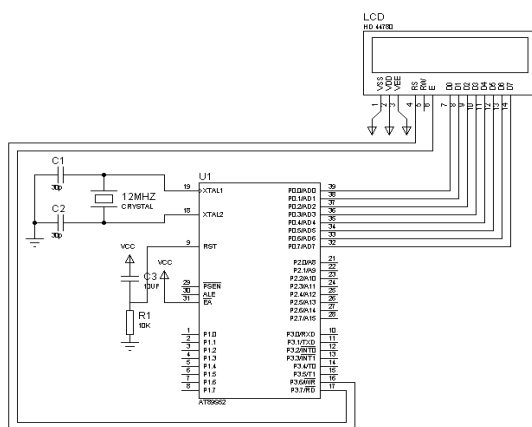 LCD
HD 44780
VSS VDD VEE RS RW E D0 D1 D2 D3 D4 D5 D6 D7
1 2 3 4 5 6 7 8 9 10 11 12 13 14
C1
30p
C2
30p
12MHZ
CRYSTAL
U1
19 XTAL1
18 XTAL2
9 RST
29 PSEN
30 ALE
31 EA
1 P1.0
2 P1.1
3 P1.2
4 P1.3
5 P1.4
6 P1.5
7 P1.6
8 P1.7
P0.0/AD0 39
P0.1/AD1 38
P0.2/AD2 37
P0.3/AD3 36
P0.4/AD4 35
P0.5/AD5 34
P0.6/AD6 33
P0.7/AD7 32
P2.0/A8 21
P2.1/A9 22
P2.2/A10 23
P2.3/A11 24
P2.4/A12 25
P2.5/A13 26
P2.6/A14 27
P2.7/A15 28
P3.0/RXD 10
P3.1/TXD 11
P3.2/INT0 12
P3.3/INT1 13
P3.4/T0 14
P3.5/T1 15
P3.6/WR 16
P3.7/RD 17
AT89S52
VCC
C3
10UF
VCC
R1
10K